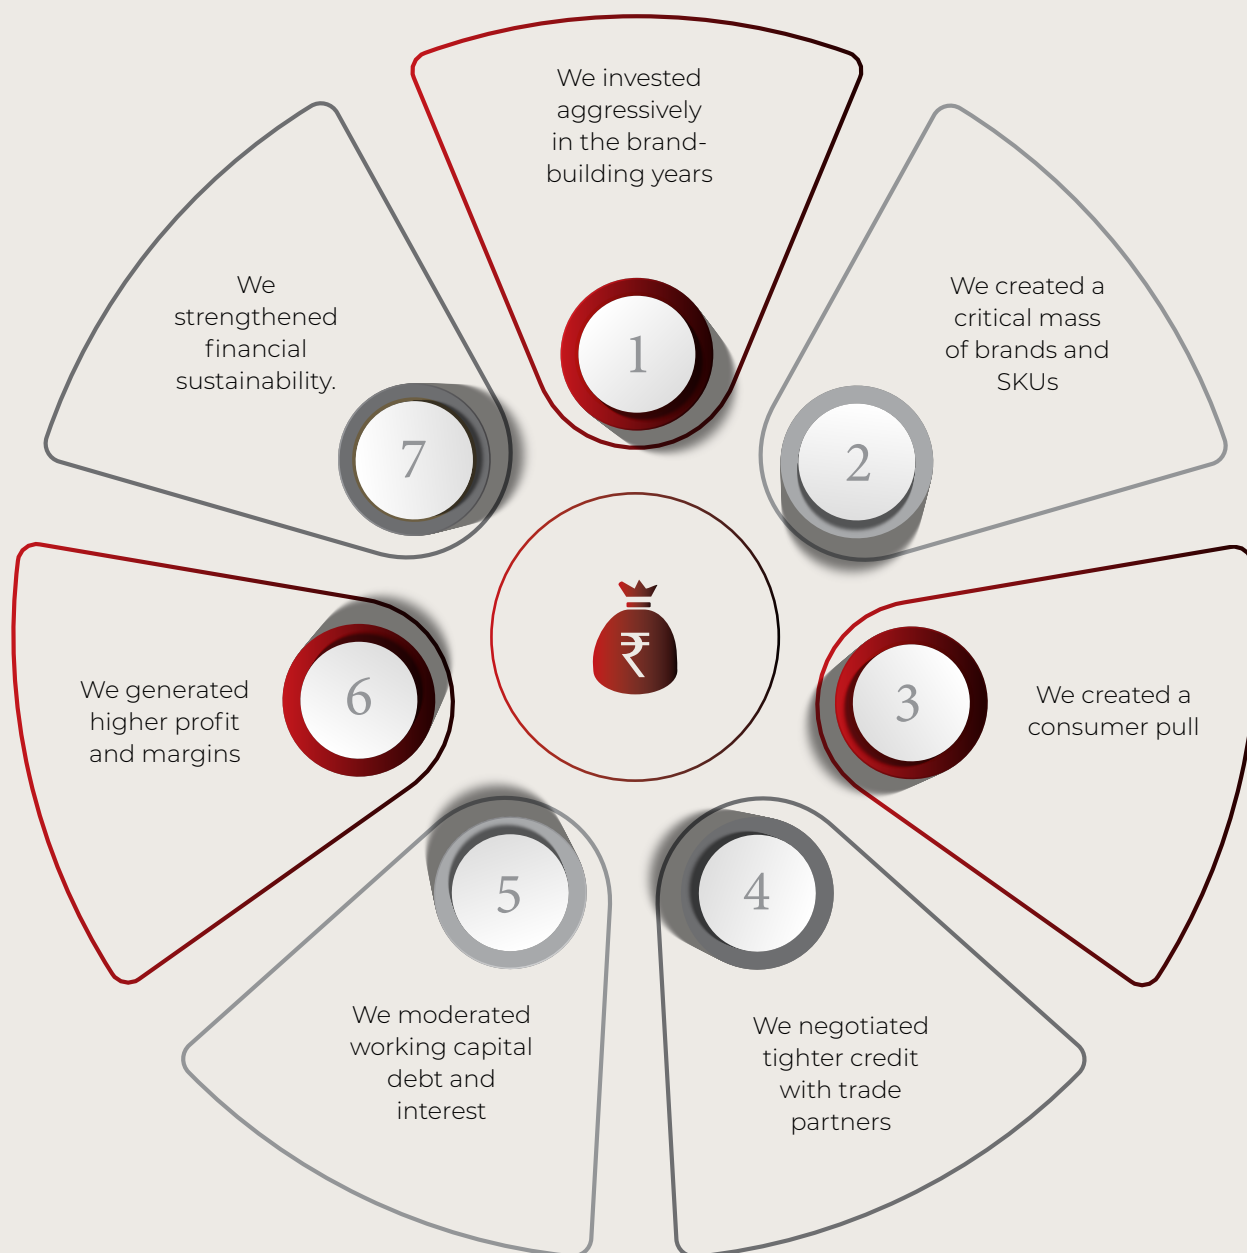 We invested
aggressively
in the brand-
building years
1
We created a
critical mass
of brands and
SKUs
2
We created a
consumer pull
3
We negotiated
tighter credit
with trade
partners
4
We moderated
working capital
debt and
interest
5
We generated
higher profit
and margins
6
We
strengthened
financial
sustainability.
7
₹